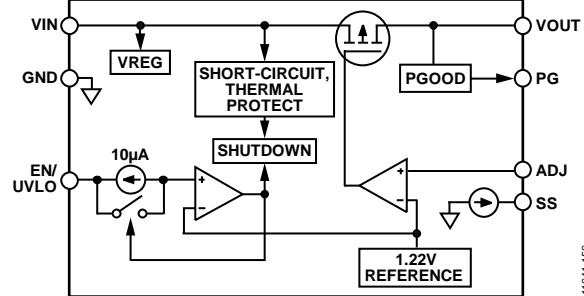 VIN
VOUT
VREG
GND
SHORT-CIRCUIT,
THERMAL
PROTECT
PGOOD
PG
SHUTDOWN
10µA
EN/
UVLO
+
–
+
–
ADJ
SS
1.22V
REFERENCE